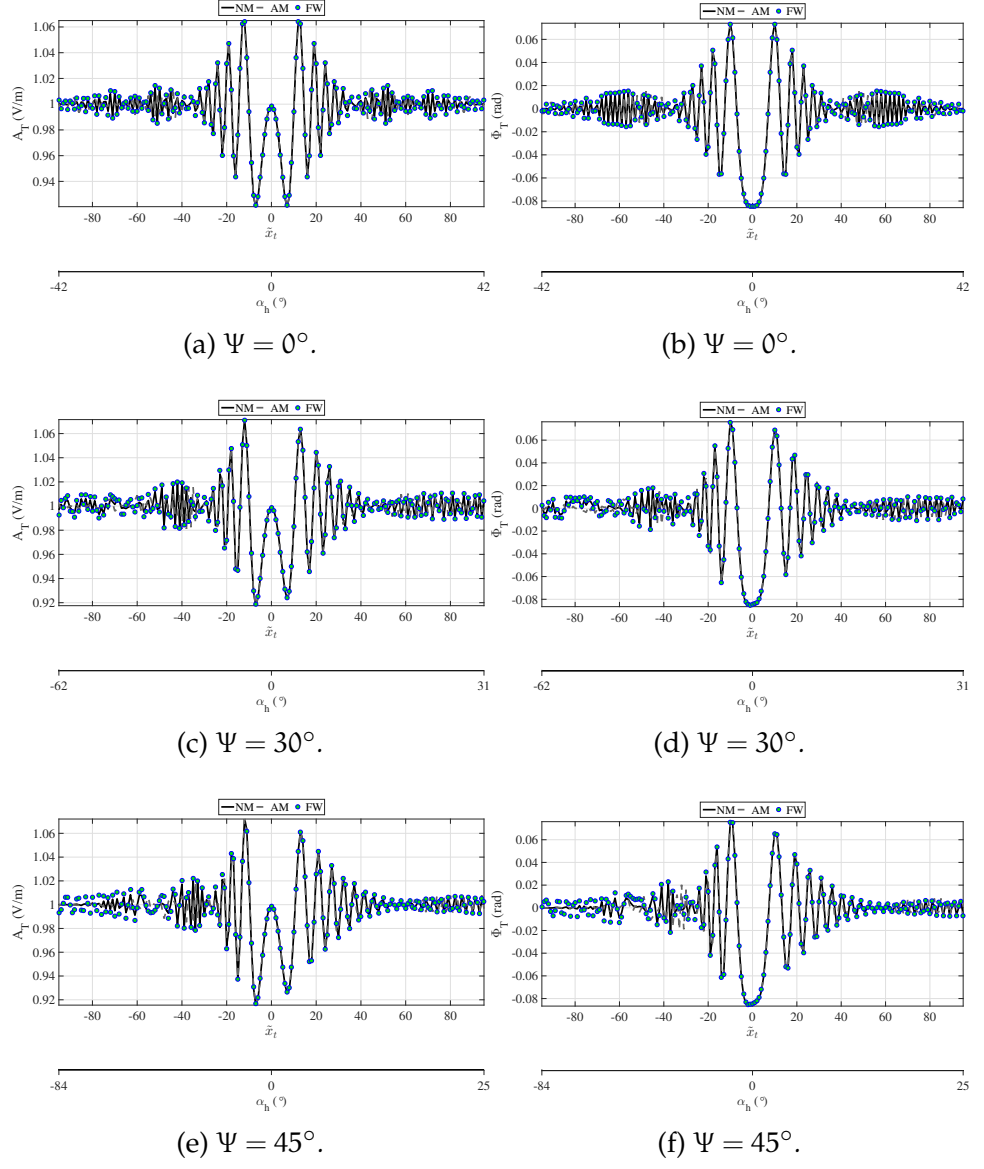 NM AM FW
A_T (V/m)
1.06
1.04
1.02
1
0.98
0.96
0.94
-80 -60 -40 -20 0 20 40 60 80
x̃_t
-42 0 42
α_h (°)
(a) Ψ = 0°.
NM AM FW
Φ_T (rad)
0.06
0.04
0.02
0
-0.02
-0.04
-0.06
-0.08
-80 -60 -40 -20 0 20 40 60 80
x̃_t
-42 0 42
α_h (°)
(b) Ψ = 0°.
NM AM FW
A_T (V/m)
1.06
1.04
1.02
1
0.98
0.96
0.94
0.92
-80 -60 -40 -20 0 20 40 60 80
x̃_t
-62 0 31
α_h (°)
(c) Ψ = 30°.
NM AM FW
Φ_T (rad)
0.06
0.04
0.02
0
-0.02
-0.04
-0.06
-0.08
-80 -60 -40 -20 0 20 40 60 80
x̃_t
-62 0 31
α_h (°)
(d) Ψ = 30°.
NM AM FW
A_T (V/m)
1.06
1.04
1.02
1
0.98
0.96
0.94
0.92
-80 -60 -40 -20 0 20 40 60 80
x̃_t
-84 0 25
α_h (°)
(e) Ψ = 45°.
NM AM FW
Φ_T (rad)
0.06
0.04
0.02
0
-0.02
-0.04
-0.06
-0.08
-80 -60 -40 -20 0 20 40 60 80
x̃_t
-84 0 25
α_h (°)
(f) Ψ = 45°.